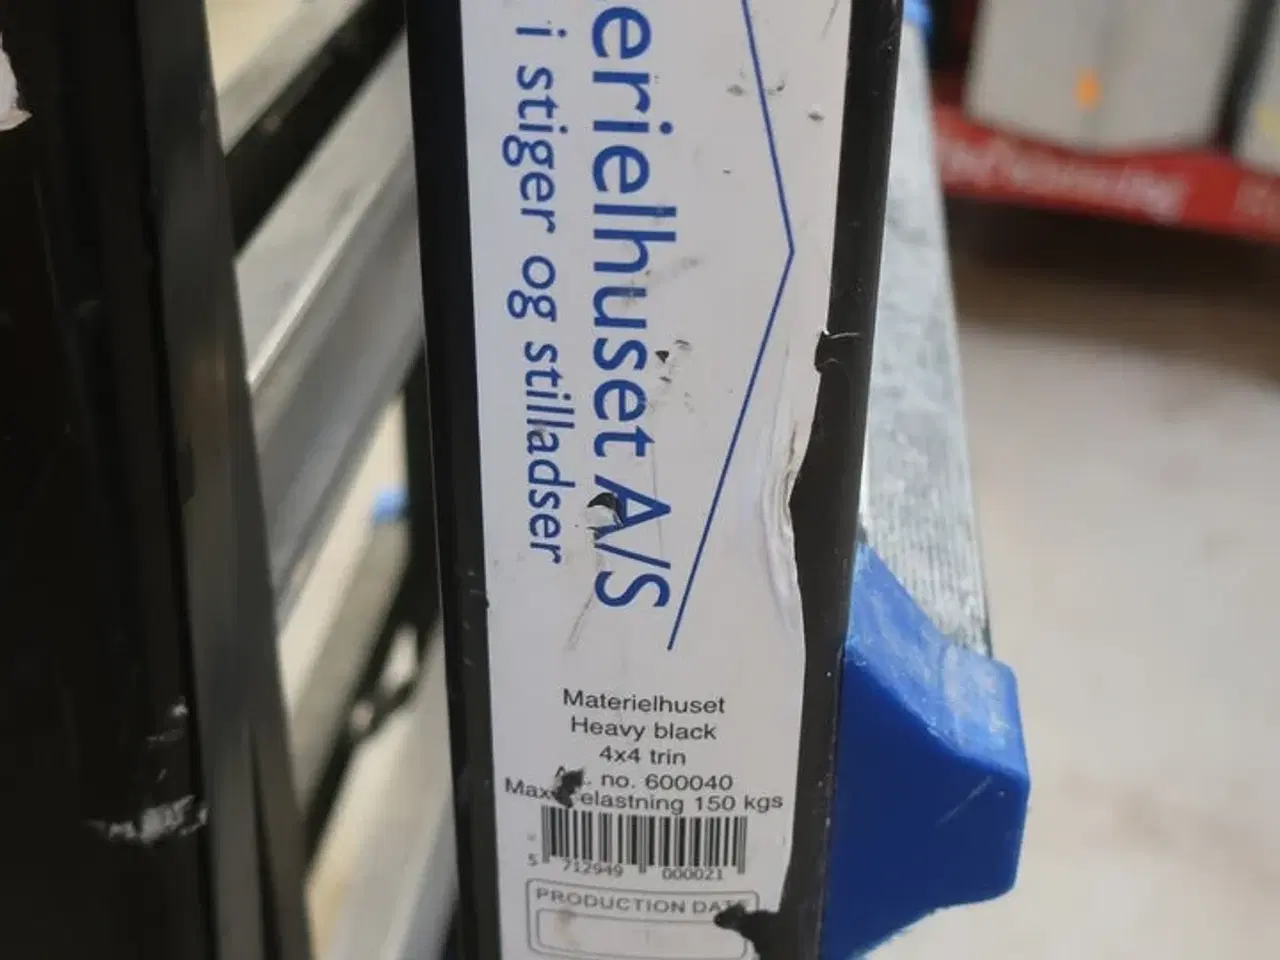 erielhuset A/S
i stiger og stilladser
Materielhuset
Heavy black
4x4 trin
no. 600040
elastning 150 kgs
5 712949 000021
PRODUCTION DATE